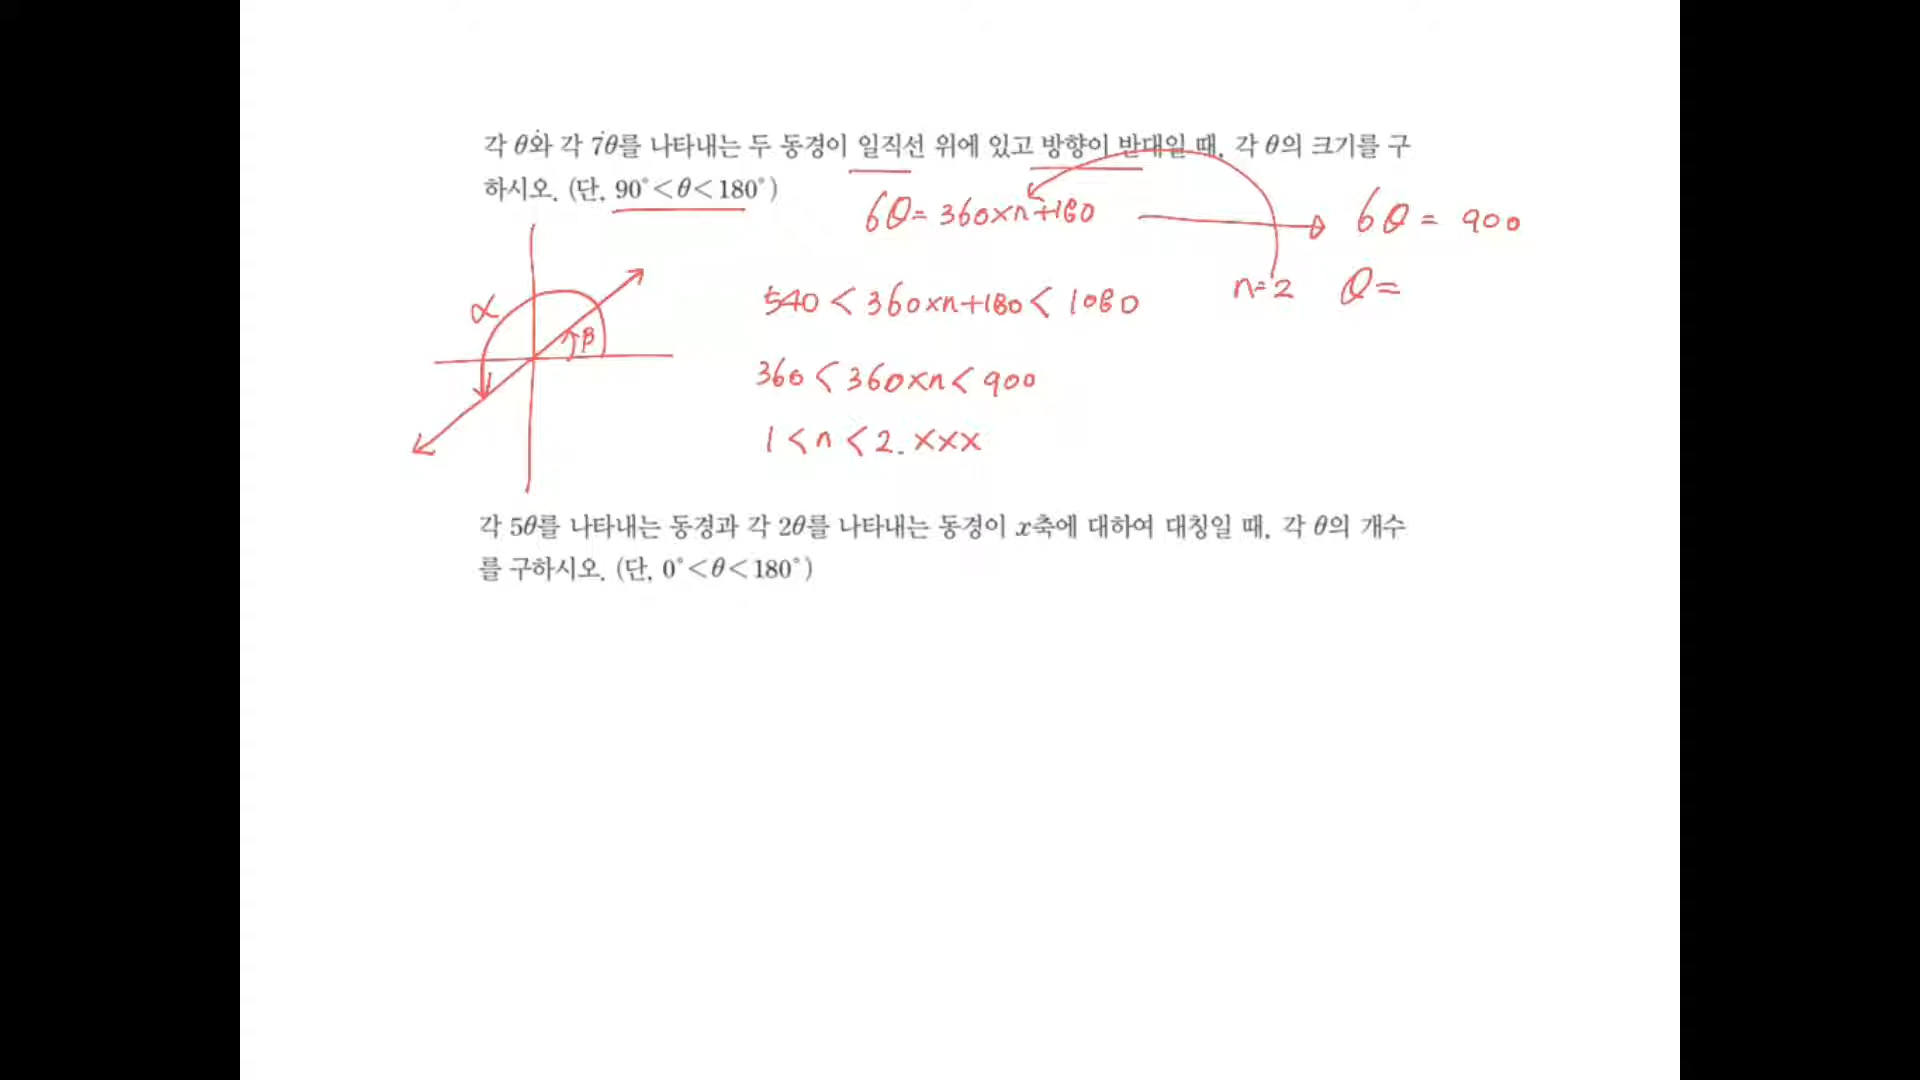 각 θ와 각 7θ를 나타내는 두 동경이 일직선 위에 있고 방향이 반대일 때, 각 θ의 크기를 구
하시오. (단, 90°<θ<180°)
6θ = 360×n+180
6θ = 900
n=2
θ=
540 < 360×n+180 < 1080
360 < 360×n < 900
1 < n < 2.×××
α
β
각 5θ를 나타내는 동경과 각 2θ를 나타내는 동경이 x축에 대하여 대칭일 때, 각 θ의 개수
를 구하시오. (단, 0°<θ<180°)